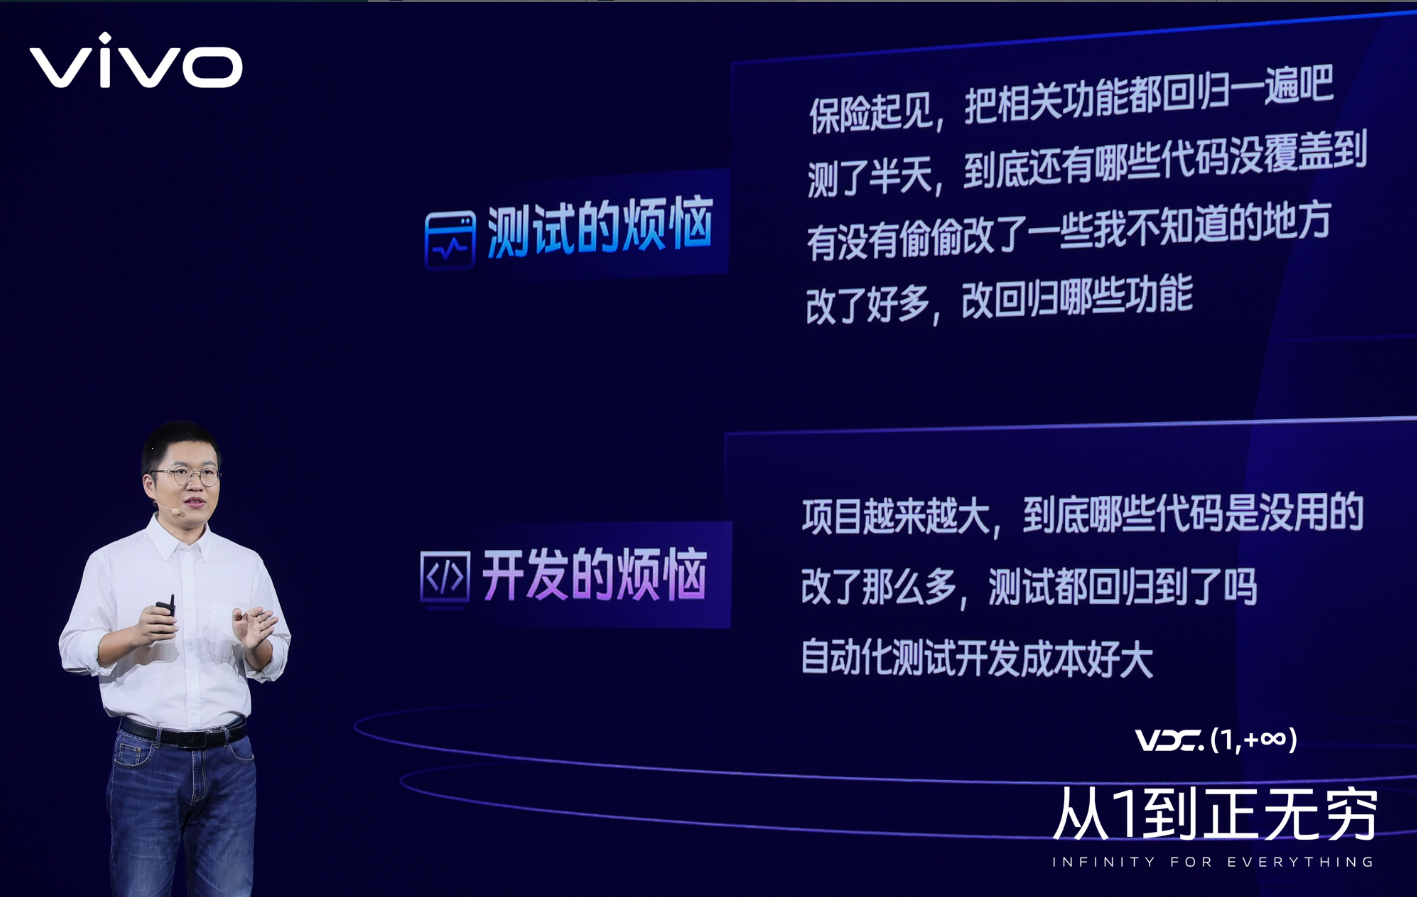 vivo
测试的烦恼
保险起见，把相关功能都回归一遍吧
测了半天，到底还有哪些代码没覆盖到
有没有偷偷改了一些我不知道的地方
改了好多，改回归哪些功能
开发的烦恼
项目越来越大，到底哪些代码是没用的
改了那么多，测试都回归到了吗
自动化测试开发成本好大
VDC.(1,+∞)
从1到正无穷
INFINITY FOR EVERYTHING